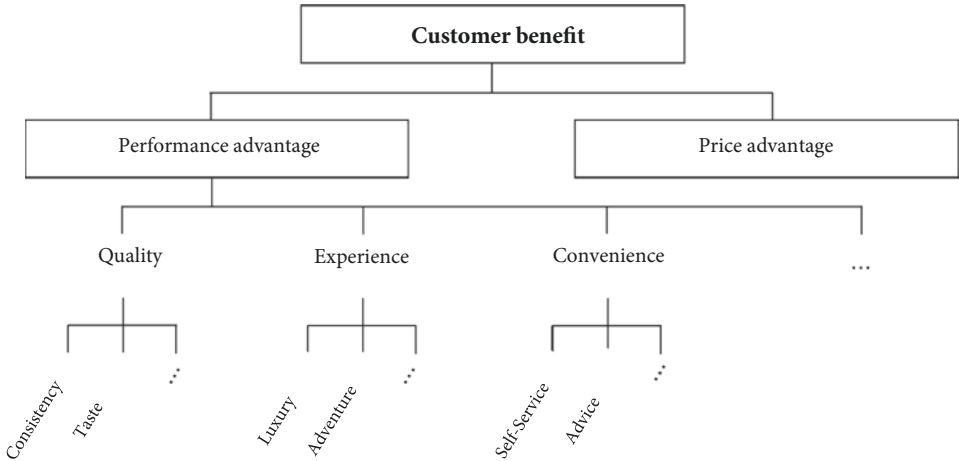 Customer benefit
Performance advantage
Price advantage
Quality
Experience
Convenience
...
Consistency
Taste
...
Luxury
Adventure
...
Self-Service
Advice
...